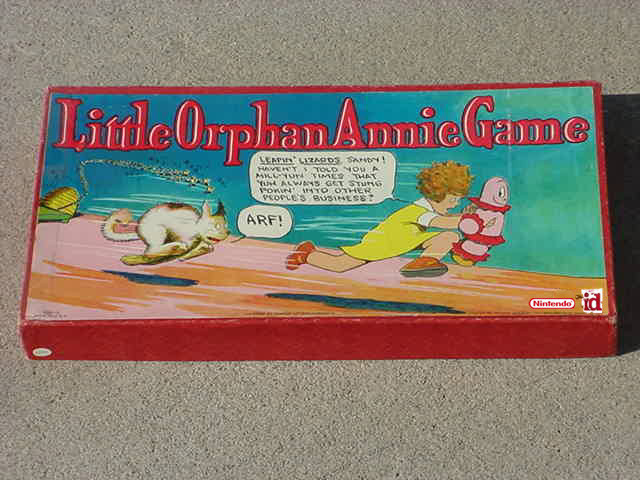 Little Orphan Annie Game
LEAPIN' LIZARDS SANDY!
HAVEN'T I TOLD YOU A
MILL-YUN TIMES THAT
YUH ALWAYS GET STUNG
POKIN' INTO OTHER
PEOPLE'S BUSINESS?
ARF!
Nintendo
id